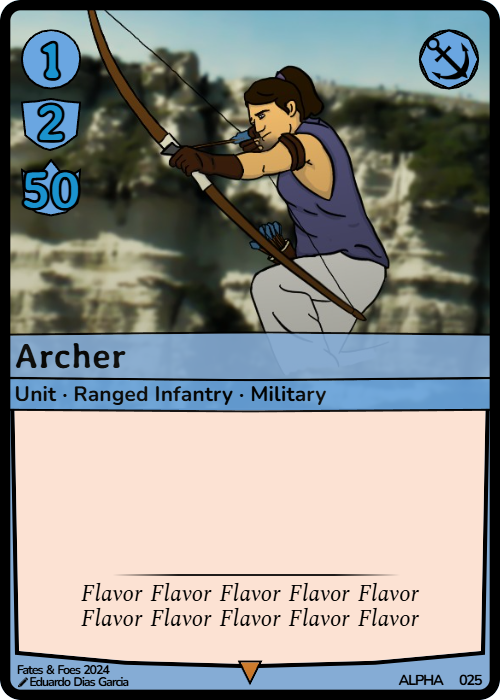 1
2
50
Archer
Unit · Ranged Infantry · Military
Flavor Flavor Flavor Flavor Flavor
Flavor Flavor Flavor Flavor Flavor
Fates & Foes 2024
Eduardo Dias Garcia
ALPHA 025